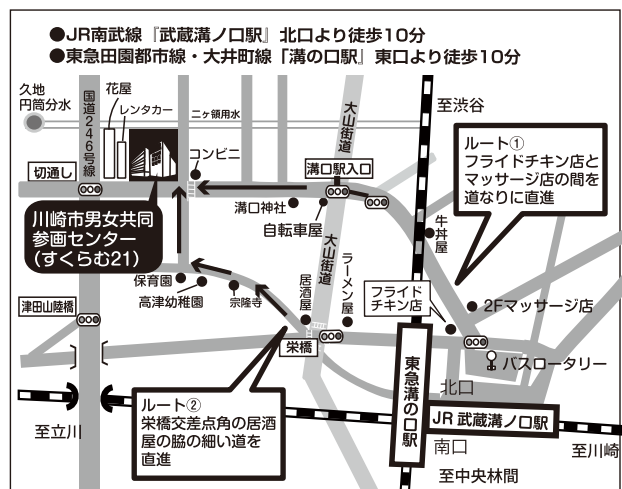 ●JR南武線『武蔵溝ノ口駅』北口より徒歩10分
●東急田園都市線・大井町線「溝の口駅」東口より徒歩10分
久地
円筒分水
国道246号線
花屋
レンタカー
二ヶ領用水
コンビニ
大山街道
至渋谷
ルート①
フライドチキン店と
マッサージ店の間を
道なりに直進
切通し
溝口駅入口
溝口神社
自転車屋
牛丼屋
川崎市男女共同
参画センター
(すくらむ21)
大山街道
保育園
高津幼稚園
宗隆寺
居酒屋
ラーメン屋
フライド
チキン店
2Fマッサージ店
津田山陸橋
栄橋
バスロータリー
ルート②
栄橋交差点角の居酒
屋の脇の細い道を
直進
東急溝の口駅
北口
JR 武蔵溝ノ口駅
南口
至立川
至川崎
至中央林間